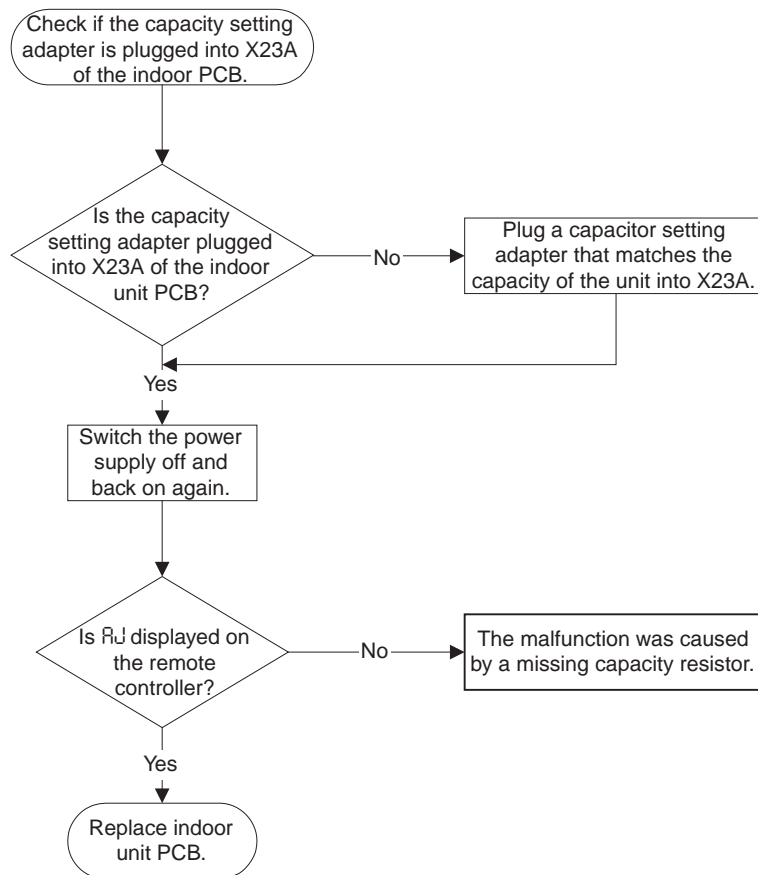 Check if the capacity setting
adapter is plugged into X23A
of the indoor PCB.
Is the capacity
setting adapter plugged
into X23A of the indoor
unit PCB?
No
Plug a capacitor setting
adapter that matches the
capacity of the unit into X23A.
Yes
Switch the power
supply off and
back on again.
Is AJ displayed on
the remote
controller?
No
The malfunction was caused
by a missing capacity resistor.
Yes
Replace indoor
unit PCB.